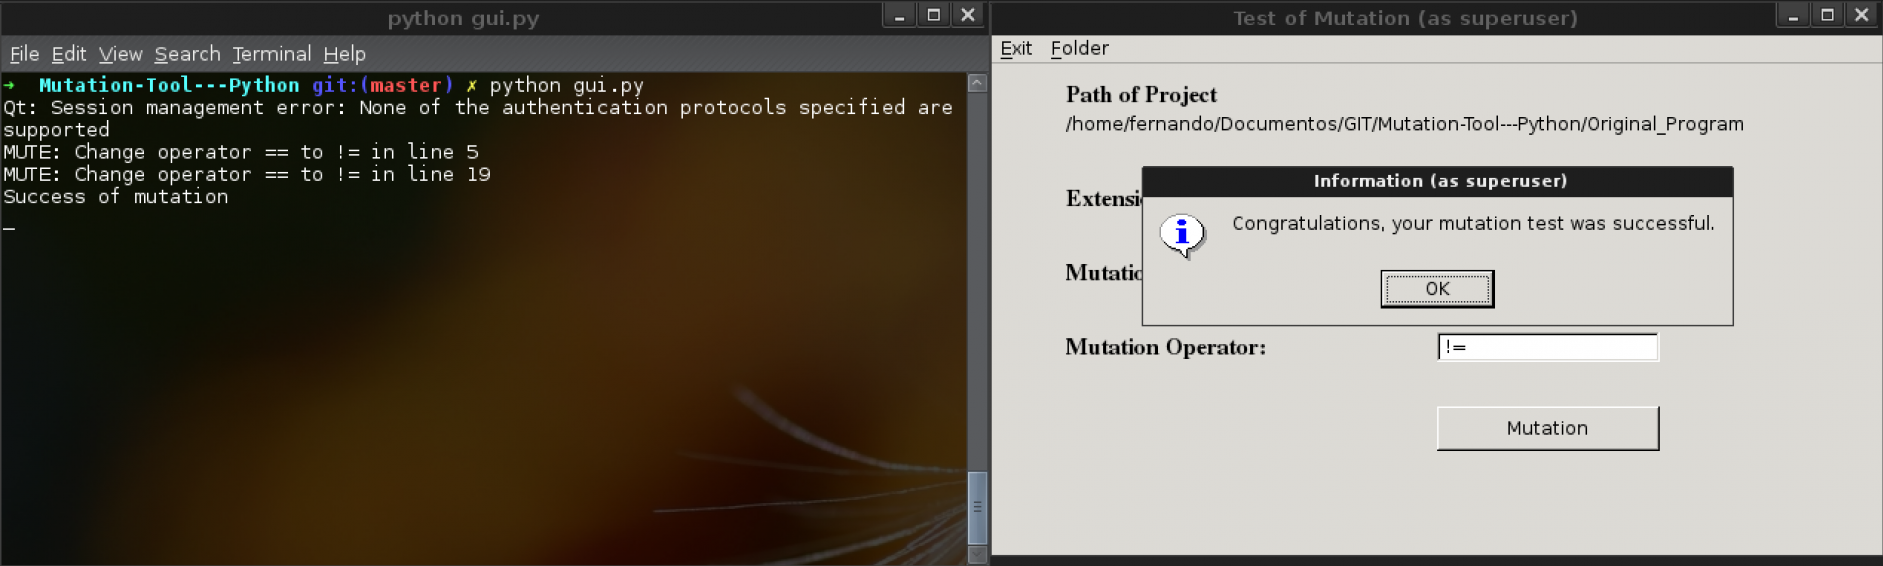 python gui.py
File Edit View Search Terminal Help
➜ Mutation-Tool---Python git:(master) ✗ python gui.py
Qt: Session management error: None of the authentication protocols specified are
supported
MUTE: Change operator == to != in line 5
MUTE: Change operator == to != in line 19
Success of mutation
Test of Mutation (as superuser)
Exit Folder
Path of Project
/home/fernando/Documentos/GIT/Mutation-Tool---Python/Original_Program
Information (as superuser)
Congratulations, your mutation test was successful.
OK
Mutation Operator: !=
Mutation